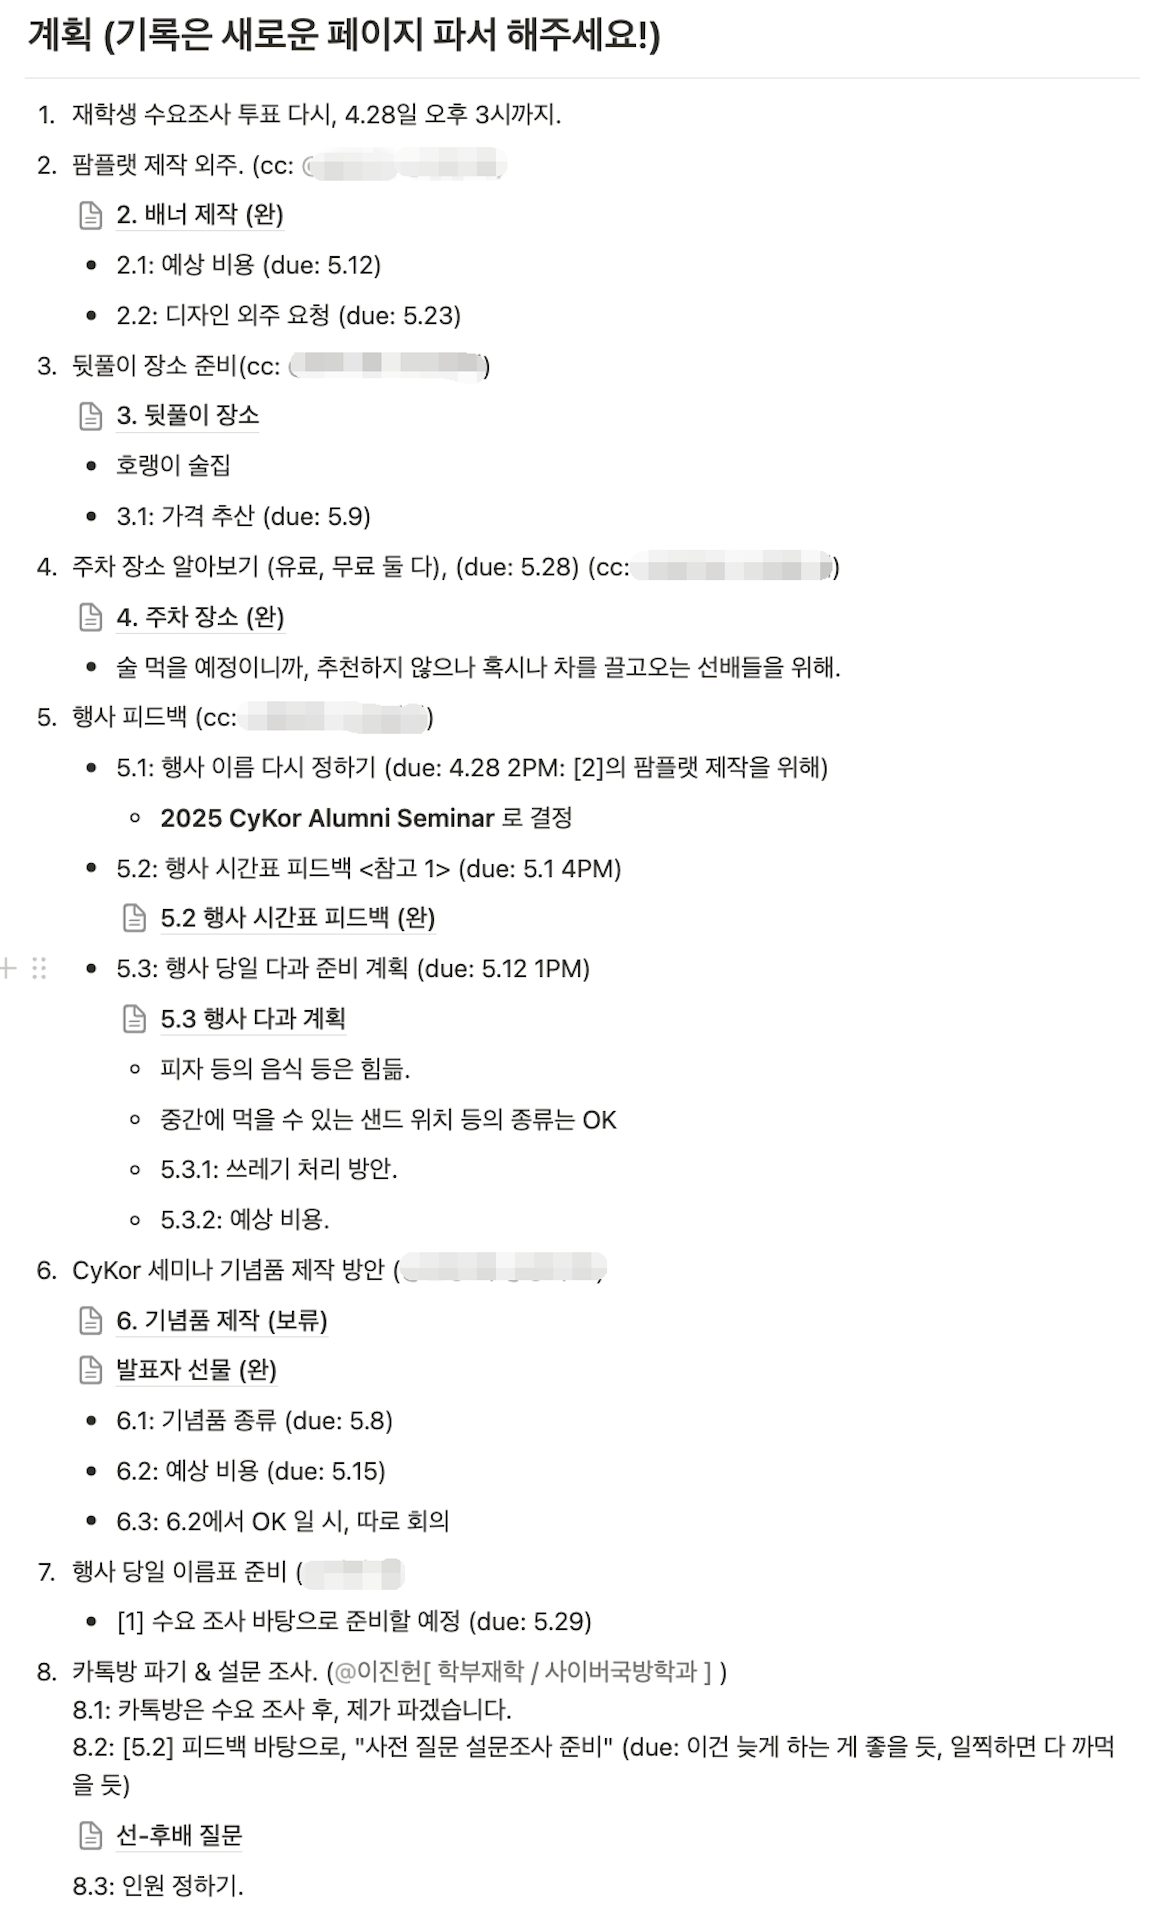 계획 (기록은 새로운 페이지 파서 해주세요!)
1. 재학생 수요조사 투표 다시, 4.28일 오후 3시까지.
2. 팜플랫 제작 외주. (cc:
2. 배너 제작 (완)
• 2.1: 예상 비용 (due: 5.12)
• 2.2: 디자인 외주 요청 (due: 5.23)
3. 뒷풀이 장소 준비(cc: )
3. 뒷풀이 장소
• 호랭이 술집
• 3.1: 가격 추산 (due: 5.9)
4. 주차 장소 알아보기 (유료, 무료 둘 다), (due: 5.28) (cc: )
4. 주차 장소 (완)
• 술 먹을 예정이니까, 추천하지 않으나 혹시나 차를 끌고오는 선배들을 위해.
5. 행사 피드백 (cc: )
• 5.1: 행사 이름 다시 정하기 (due: 4.28 2PM: [2]의 팜플랫 제작을 위해)
◦ 2025 CyKor Alumni Seminar 로 결정
• 5.2: 행사 시간표 피드백 <참고 1> (due: 5.1 4PM)
5.2 행사 시간표 피드백 (완)
• 5.3: 행사 당일 다과 준비 계획 (due: 5.12 1PM)
5.3 행사 다과 계획
◦ 피자 등의 음식 등은 힘듦.
◦ 중간에 먹을 수 있는 샌드 위치 등의 종류는 OK
◦ 5.3.1: 쓰레기 처리 방안.
◦ 5.3.2: 예상 비용.
6. CyKor 세미나 기념품 제작 방안 (
6. 기념품 제작 (보류)
발표자 선물 (완)
• 6.1: 기념품 종류 (due: 5.8)
• 6.2: 예상 비용 (due: 5.15)
• 6.3: 6.2에서 OK 일 시, 따로 회의
7. 행사 당일 이름표 준비 (
• [1] 수요 조사 바탕으로 준비할 예정 (due: 5.29)
8. 카톡방 파기 & 설문 조사. (@이진헌[ 학부재학 / 사이버국방학과 ] )
8.1: 카톡방은 수요 조사 후, 제가 파겠습니다.
8.2: [5.2] 피드백 바탕으로, "사전 질문 설문조사 준비" (due: 이건 늦게 하는 게 좋을 듯, 일찍하면 다 까먹
을 듯)
선-후배 질문
8.3: 인원 정하기.